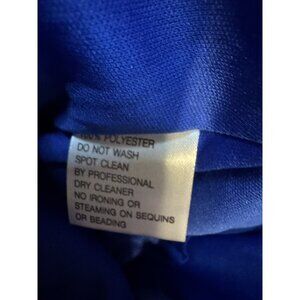 100% POLYESTER
DO NOT WASH
SPOT CLEAN
BY PROFESSIONAL
DRY CLEANER
NO IRONING OR
STEAMING ON SEQUINS
OR BEADING